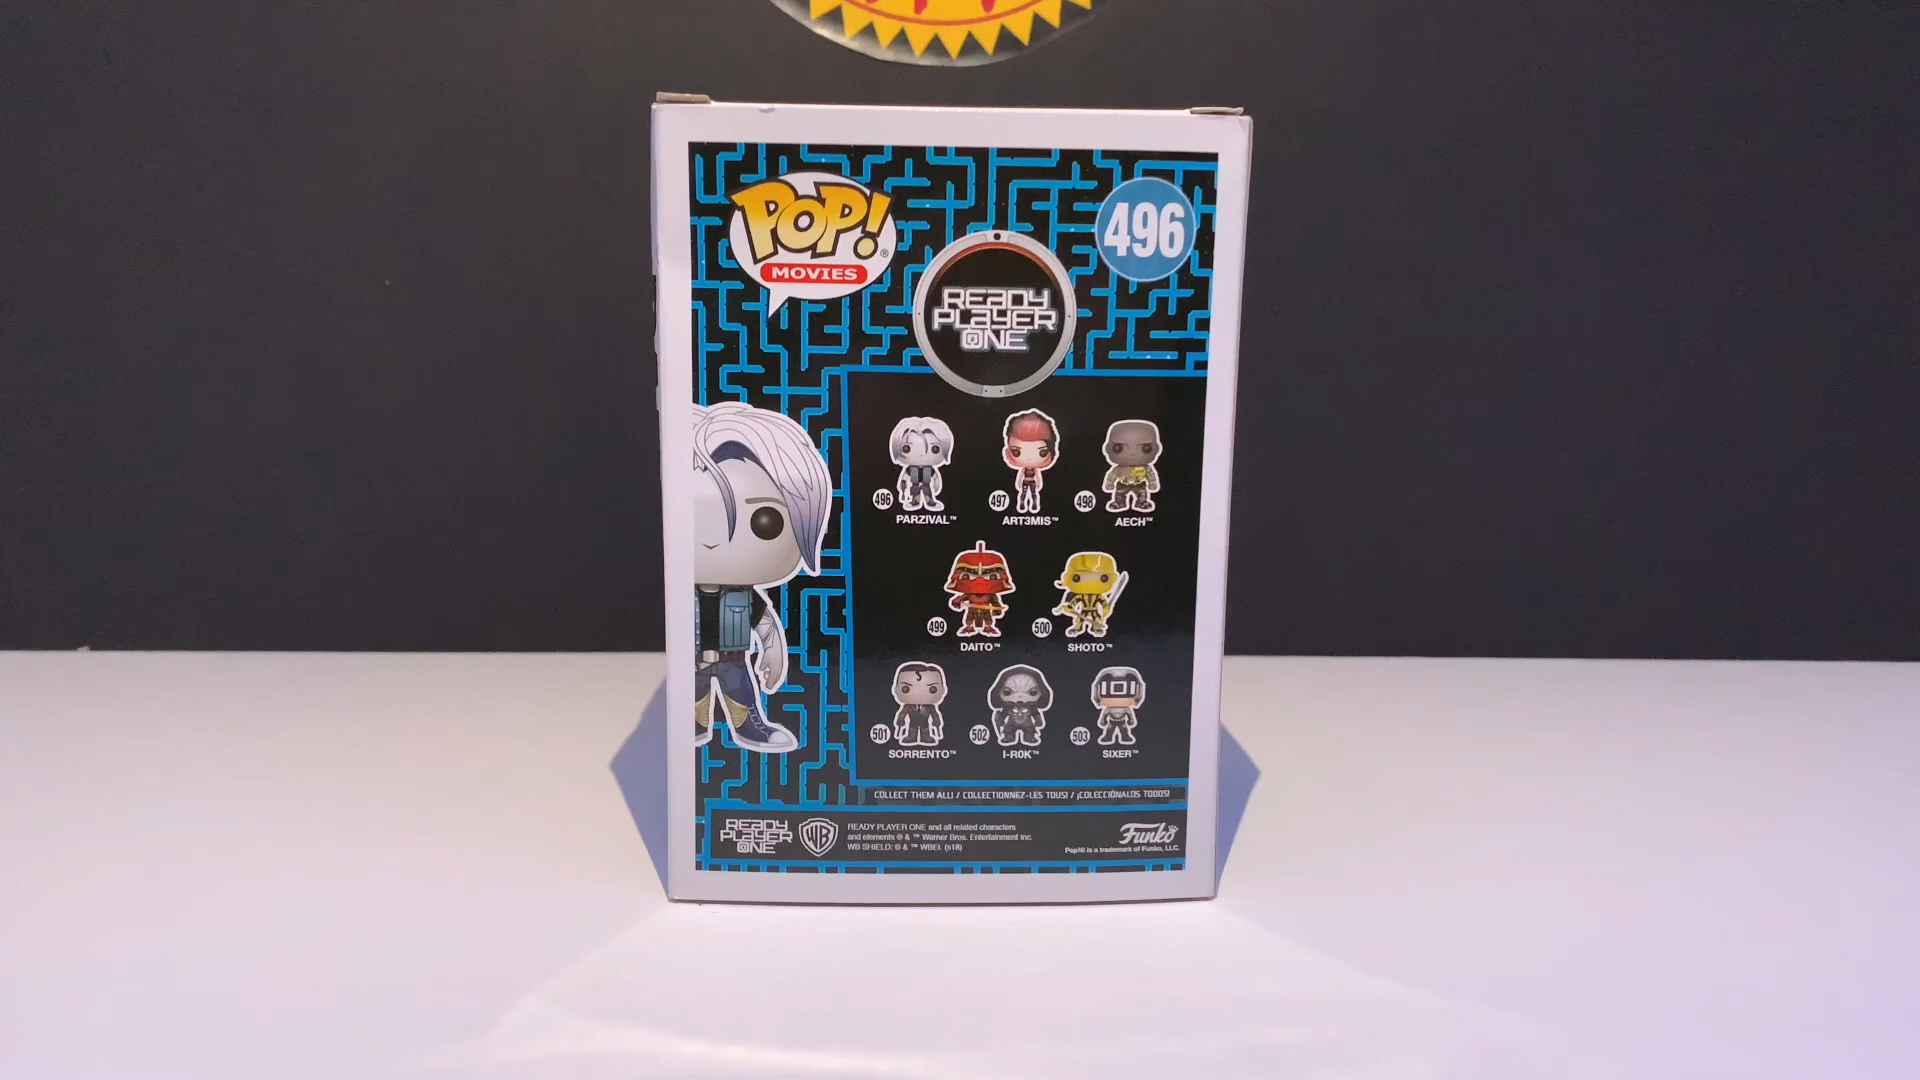 POP!
MOVIES
496
READY
PLAYER
ONE
496
PARZIVAL™
497
ART3MIS™
498
AECH™
499
DAITO™
500
SHOTO™
501
SORRENTO™
502
I-R0K™
503
101
SIXER™
COLLECT THEM ALL! / COLLECTIONNEZ-LES TOUS! / ¡COLECCIÓNALOS TODOS!
READY
PLAYER
ONE
WB
READY PLAYER ONE and all related characters
and elements © & ™ Warner Bros. Entertainment Inc.
WB SHIELD: © & ™ WBEI. (s18)
Funko
Pop!® is a trademark of Funko, LLC.